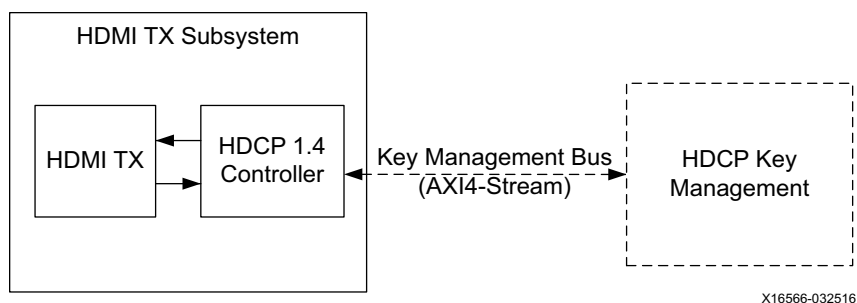 HDMI TX Subsystem
HDMI TX
HDCP 1.4
Controller
Key Management Bus
(AXI4-Stream)
HDCP Key
Management
X16566-032516